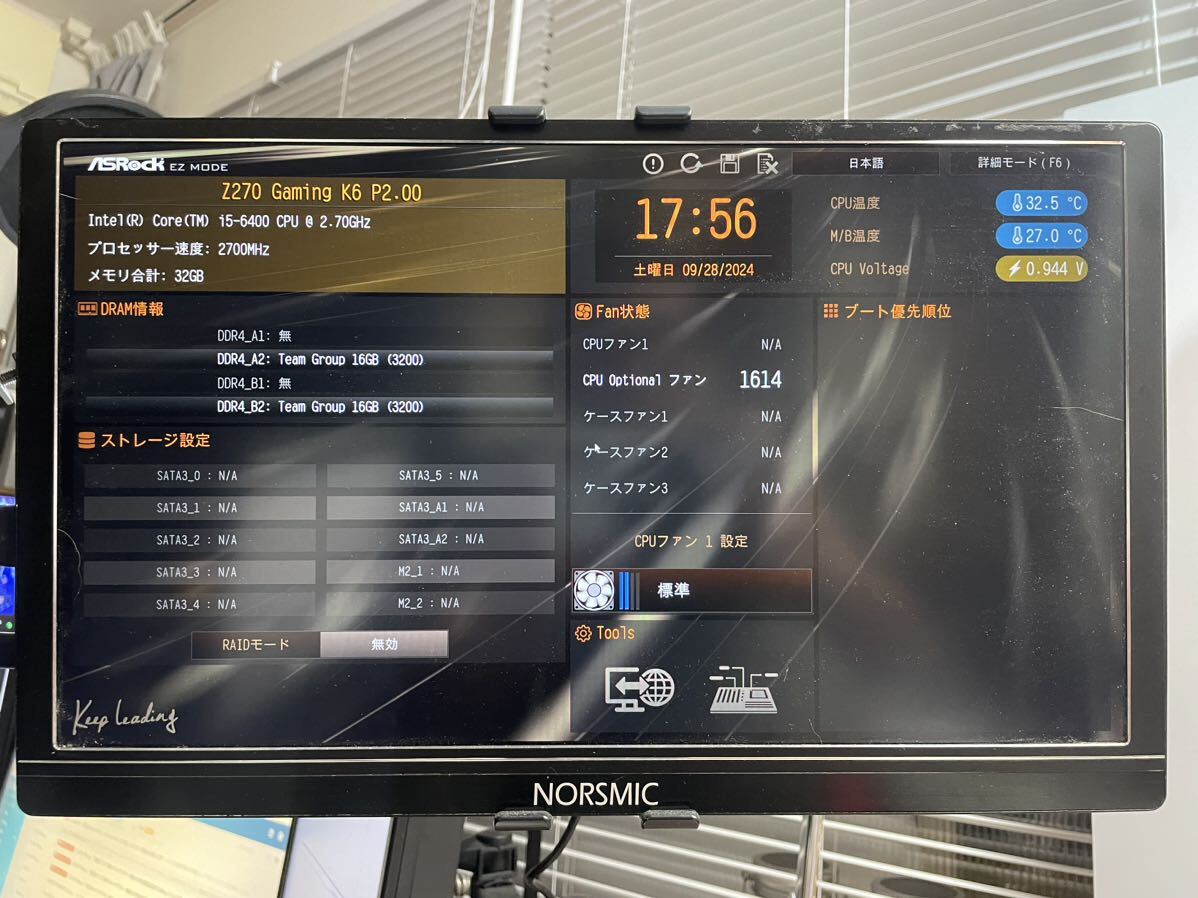 ASRock EZ MODE
日本語
詳細モード(F6)
Z270 Gaming K6 P2.00
Intel(R) Core(TM) i5-6400 CPU @ 2.70GHz
プロセッサー速度: 2700MHz
メモリ合計: 32GB
17:56
土曜日 09/28/2024
CPU温度
32.5 °C
M/B温度
27.0 °C
CPU Voltage
0.944 V
DRAM情報
DDR4_A1: 無
DDR4_A2: Team Group 16GB (3200)
DDR4_B1: 無
DDR4_B2: Team Group 16GB (3200)
ストレージ設定
SATA3_0 : N/A
SATA3_5 : N/A
SATA3_1 : N/A
SATA3_A1 : N/A
SATA3_2 : N/A
SATA3_A2 : N/A
SATA3_3 : N/A
M2_1 : N/A
SATA3_4 : N/A
M2_2 : N/A
RAIDモード
無効
Keep Leading
Fan状態
CPUファン1 N/A
CPU Optional ファン 1614
ケースファン1 N/A
ケースファン2 N/A
ケースファン3 N/A
CPUファン 1 設定
標準
Tools
ブート優先順位
NORSMIC